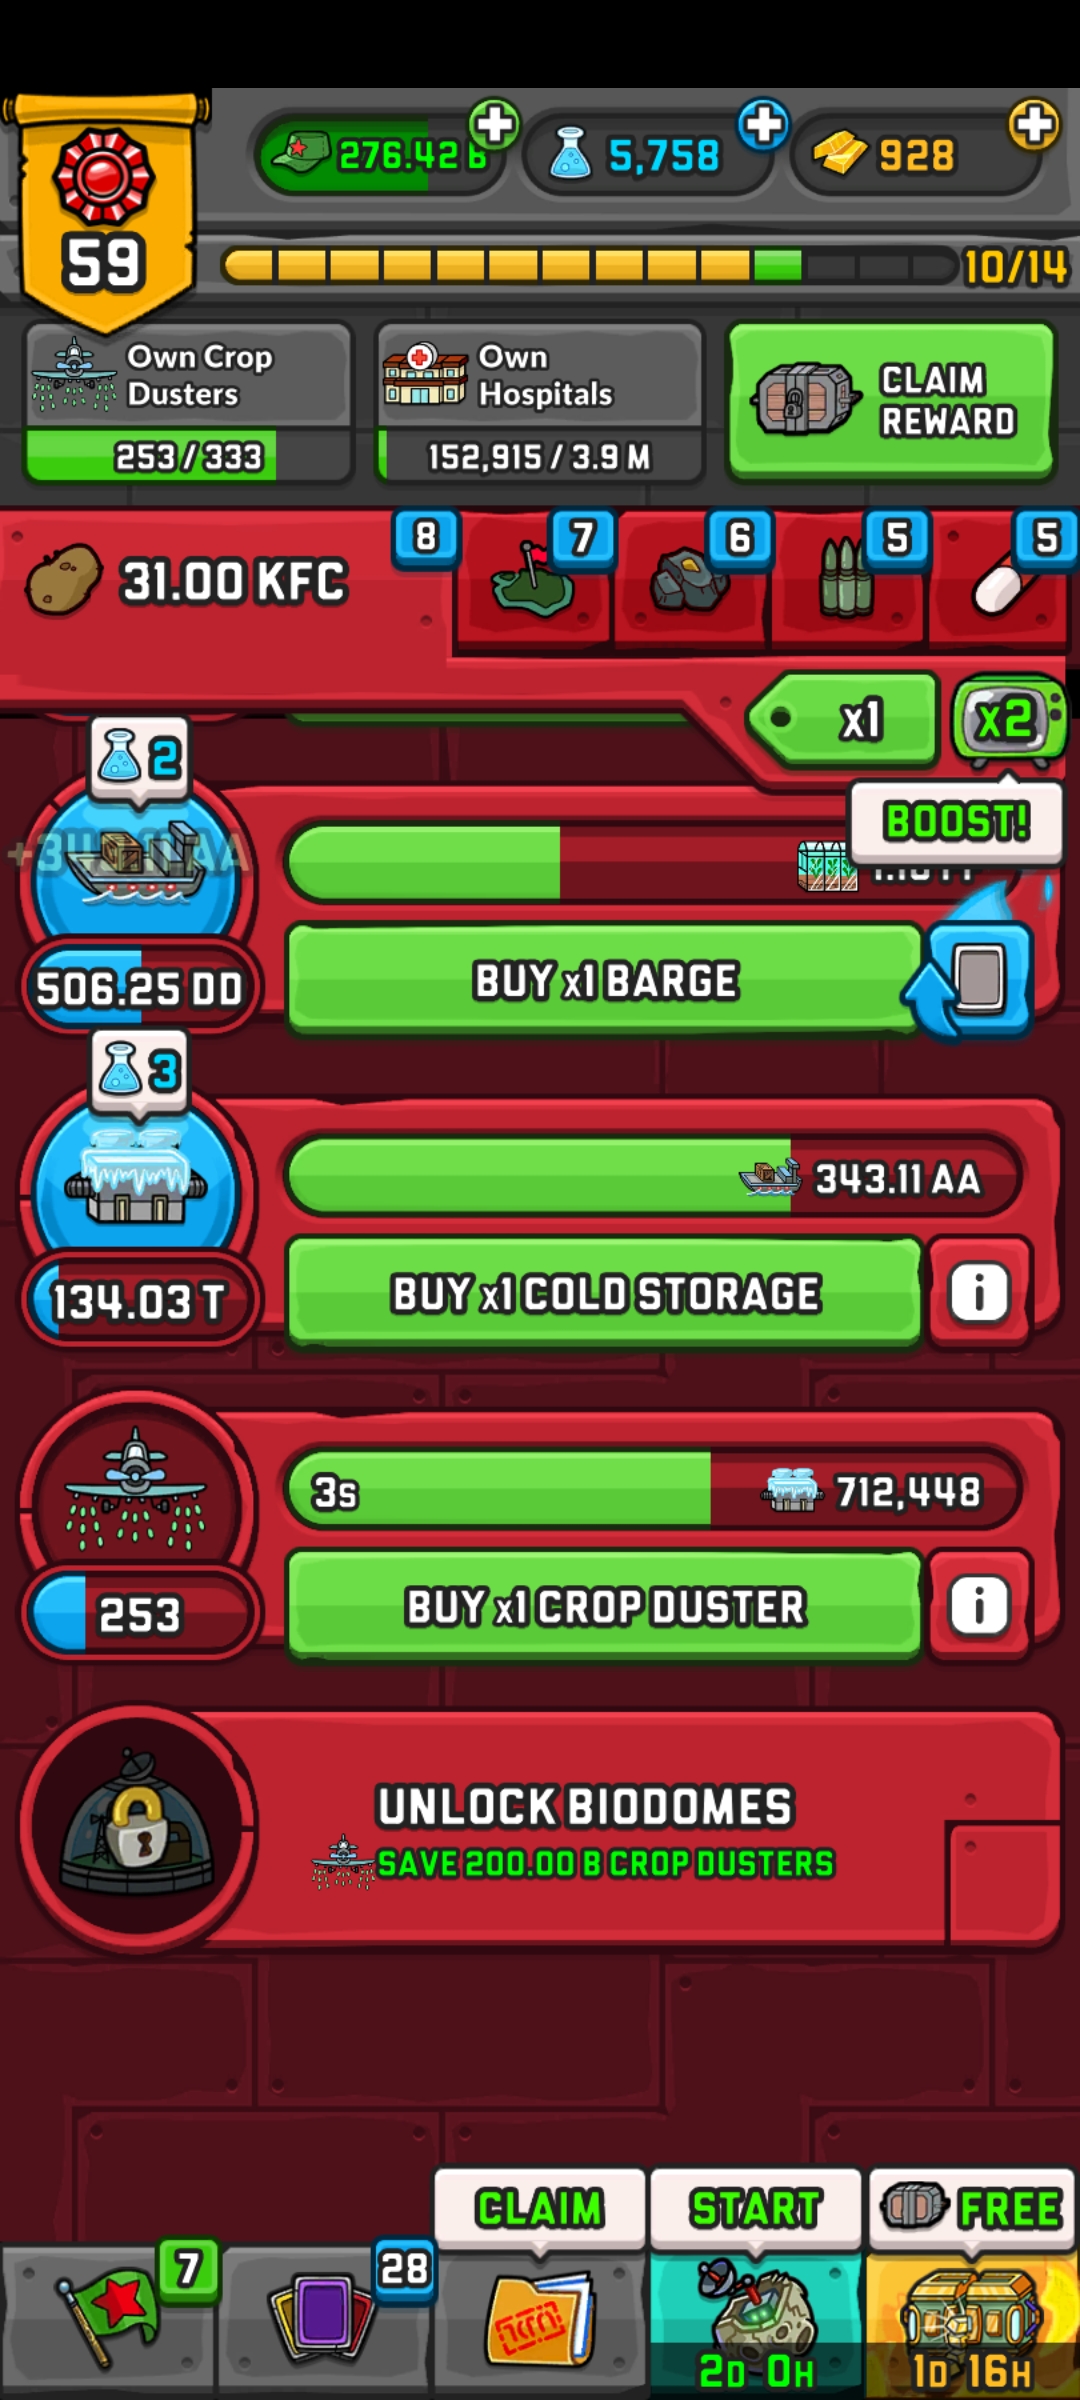 276.42 B
5,758
928
59
10/14
Own Crop
Dusters
253/333
Own
Hospitals
152,915/3.9 M
CLAIM
REWARD
31.00 KFC
8
7
6
5
5
x1
x2
BOOST!
2
506.25 DD
BUY x1 BARGE
3
343.11 AA
134.03 T
BUY x1 COLD STORAGE
i
3s
712,448
253
BUY x1 CROP DUSTER
i
UNLOCK BIODOMES
SAVE 200.00 B CROP DUSTERS
CLAIM
START
FREE
7
28
2D 0H
1D 16H